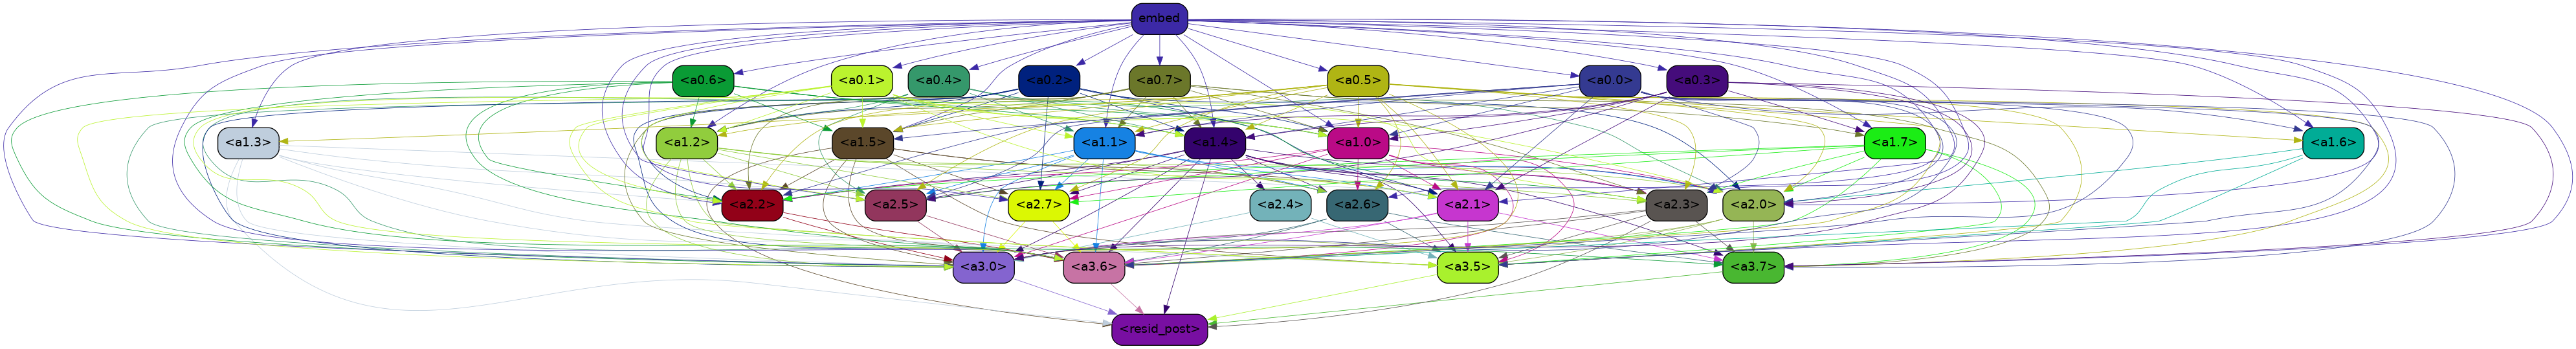 embed
<a0.6> <a0.1> <a0.4> <a0.2> <a0.7> <a0.5> <a0.0> <a0.3>
<a1.3> <a1.2> <a1.5> <a1.1> <a1.4> <a1.0> <a1.7> <a1.6>
<a2.2> <a2.5> <a2.7> <a2.4> <a2.6> <a2.1> <a2.3> <a2.0>
<a3.0> <a3.6> <a3.5> <a3.7>
<resid_post>